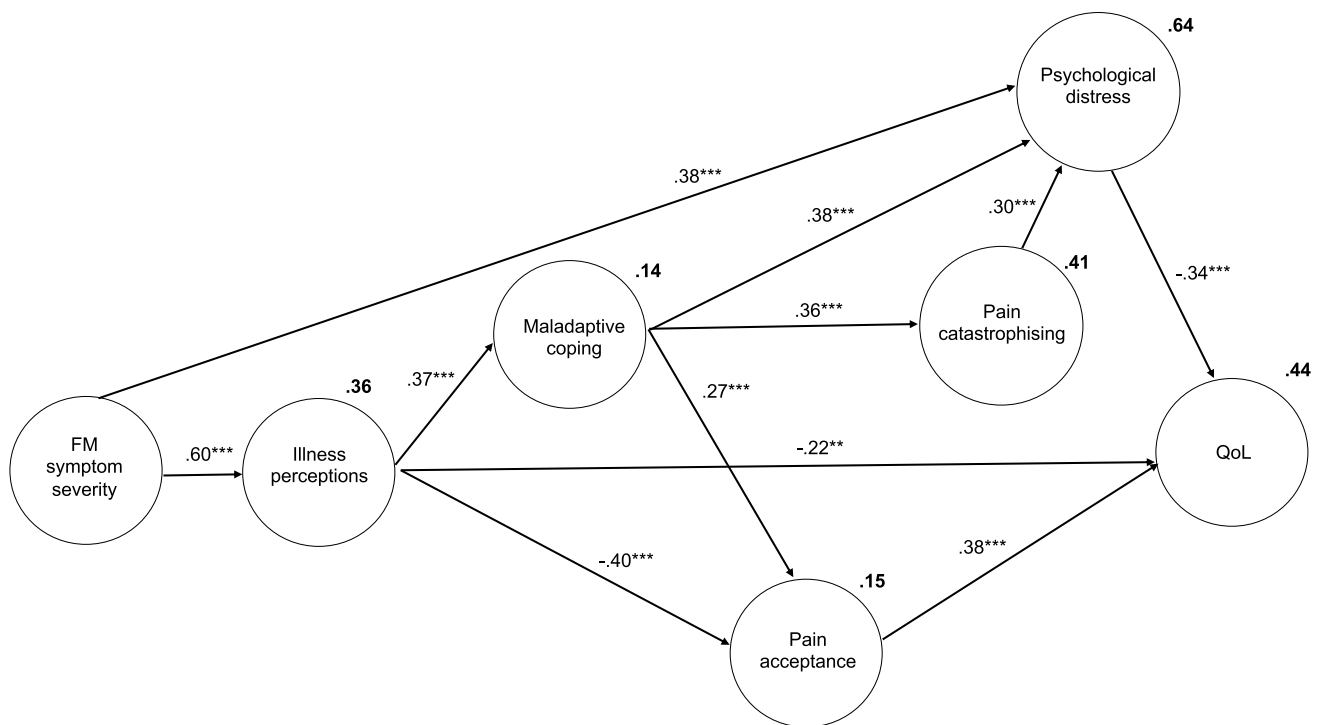 .64
Psychological
distress
.38***
.38***
.30***
.14
.41
Maladaptive
coping
.36***
Pain
catastrophising
-.34***
.37***
.27***
.44
.36
FM
symptom
severity
.60***
Illness
perceptions
-.22**
QoL
-.40***
.38***
.15
Pain
acceptance